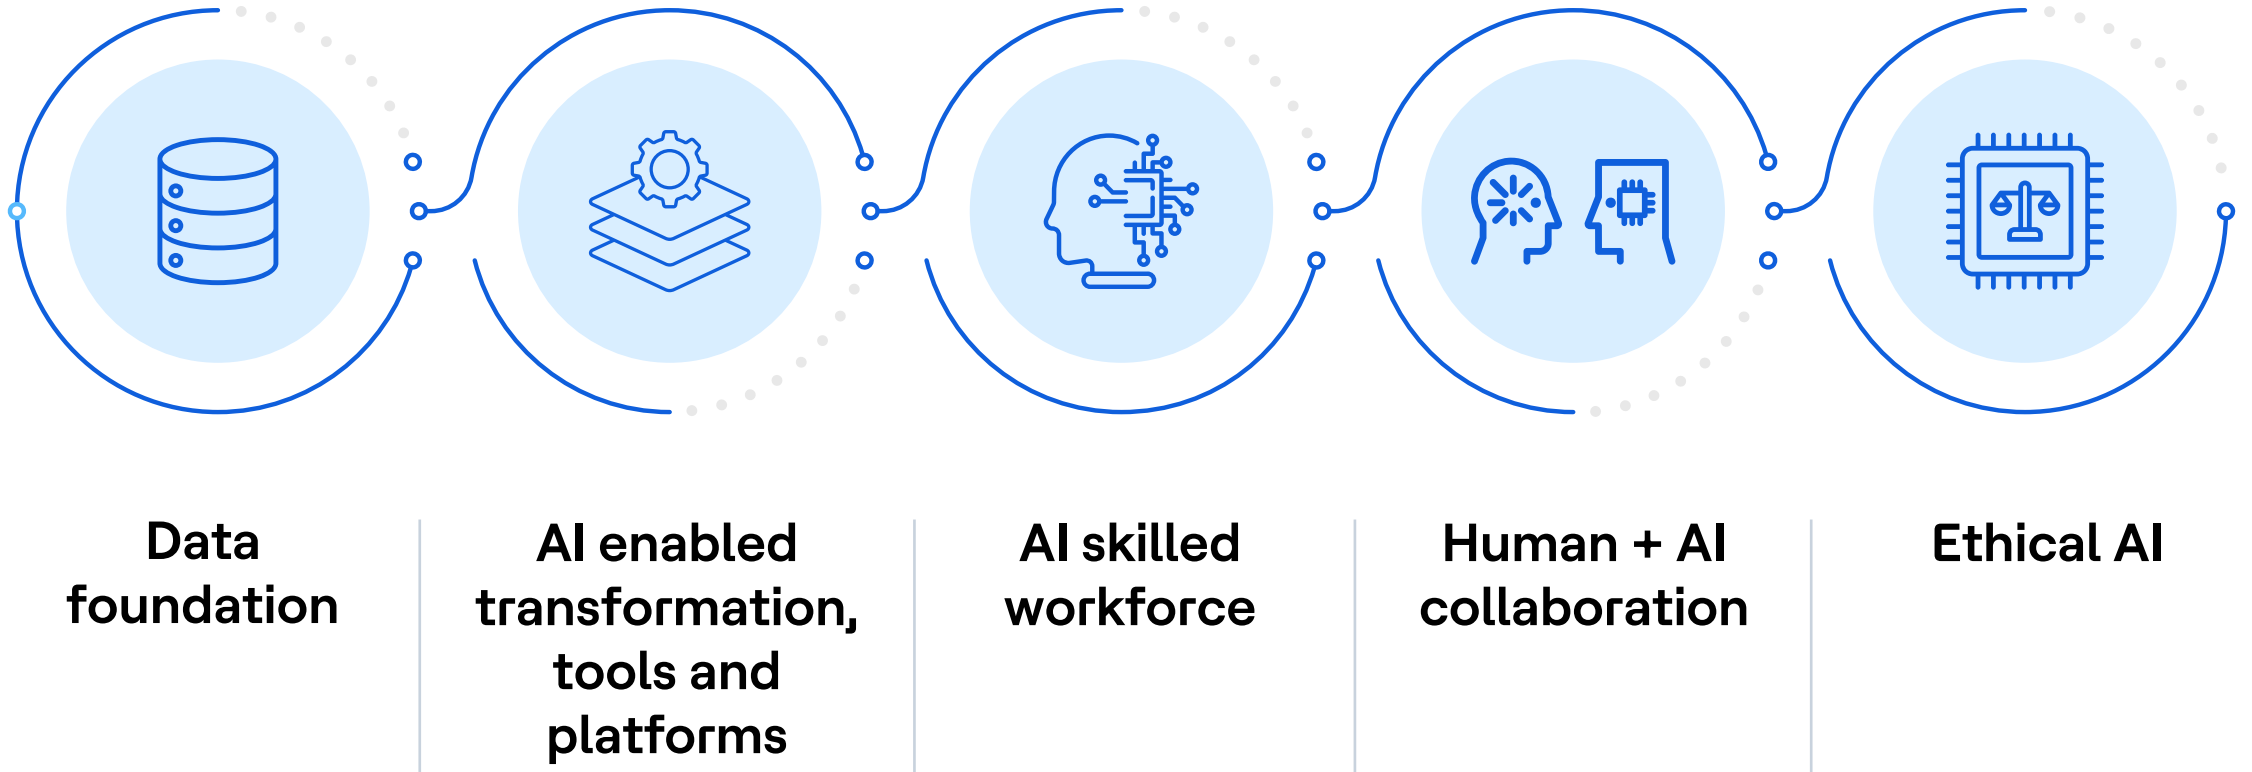 Data
foundation
AI enabled
transformation,
tools and
platforms
AI skilled
workforce
Human + AI
collaboration
Ethical AI